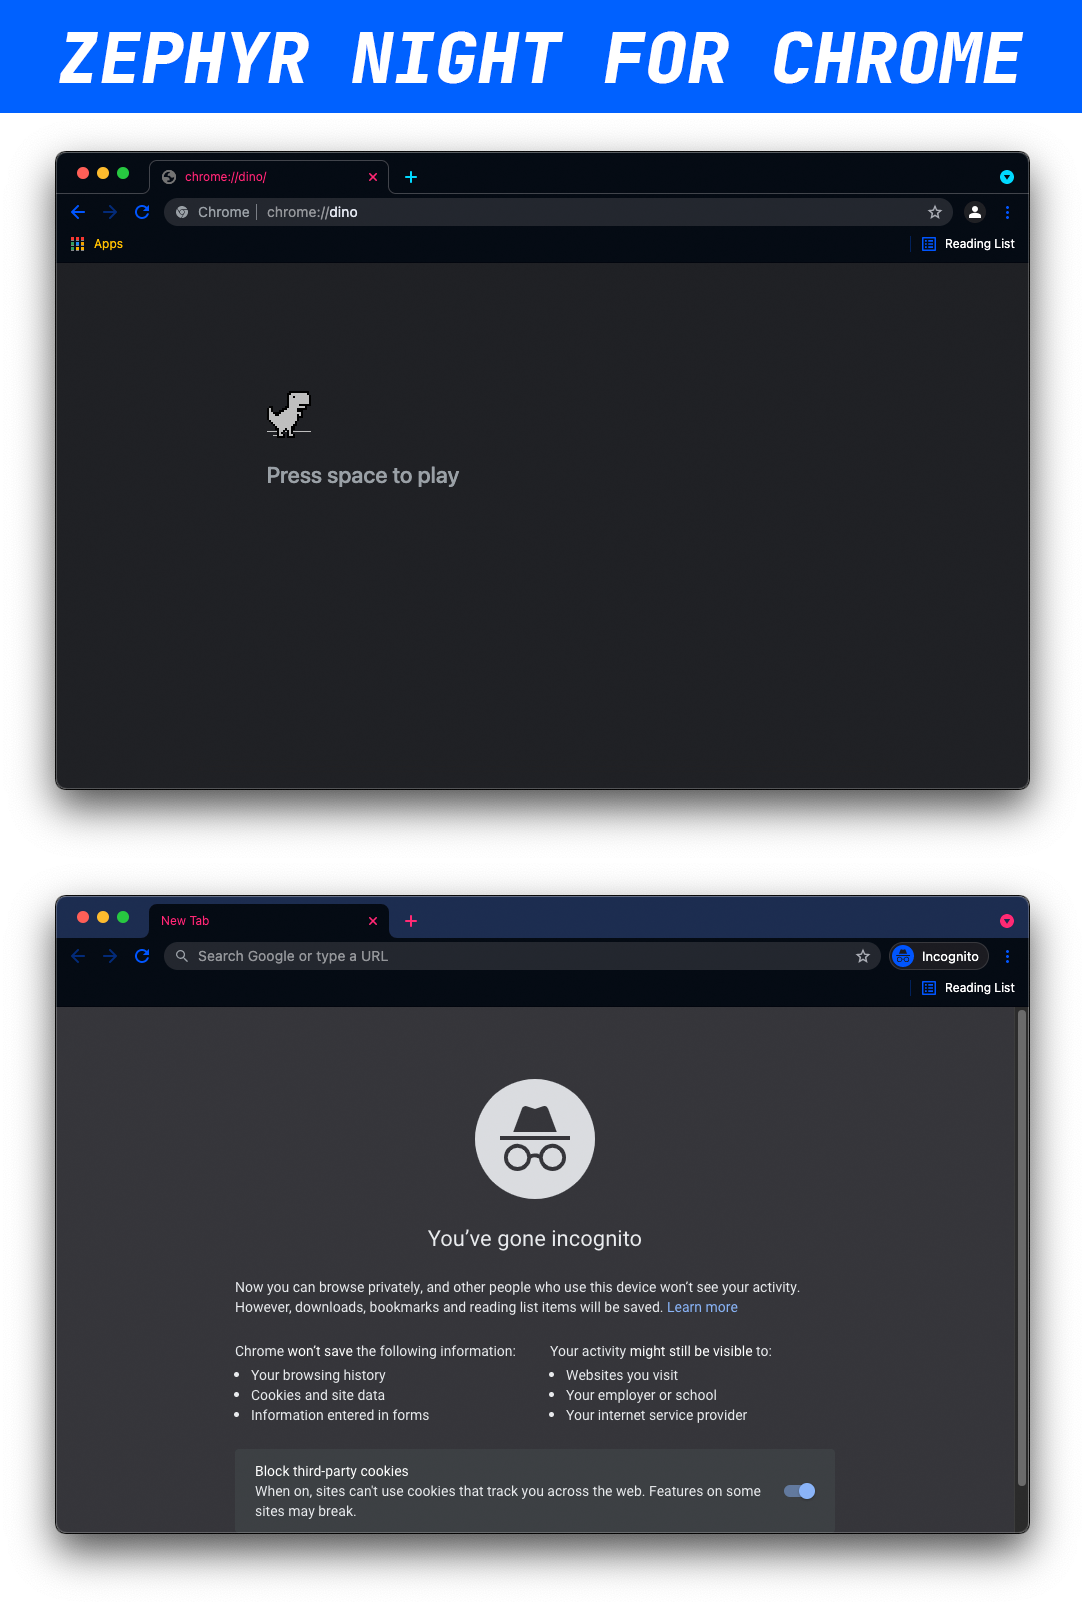 ZEPHYR NIGHT FOR CHROME
chrome://dino/
Chrome | chrome://dino
Apps
Reading List
Press space to play
New Tab
Search Google or type a URL
Incognito
Reading List
You’ve gone incognito
Now you can browse privately, and other people who use this device won’t see your activity.
However, downloads, bookmarks and reading list items will be saved. Learn more
Chrome won’t save the following information:
Your browsing history
Cookies and site data
Information entered in forms
Your activity might still be visible to:
Websites you visit
Your employer or school
Your internet service provider
Block third-party cookies
When on, sites can't use cookies that track you across the web. Features on some
sites may break.